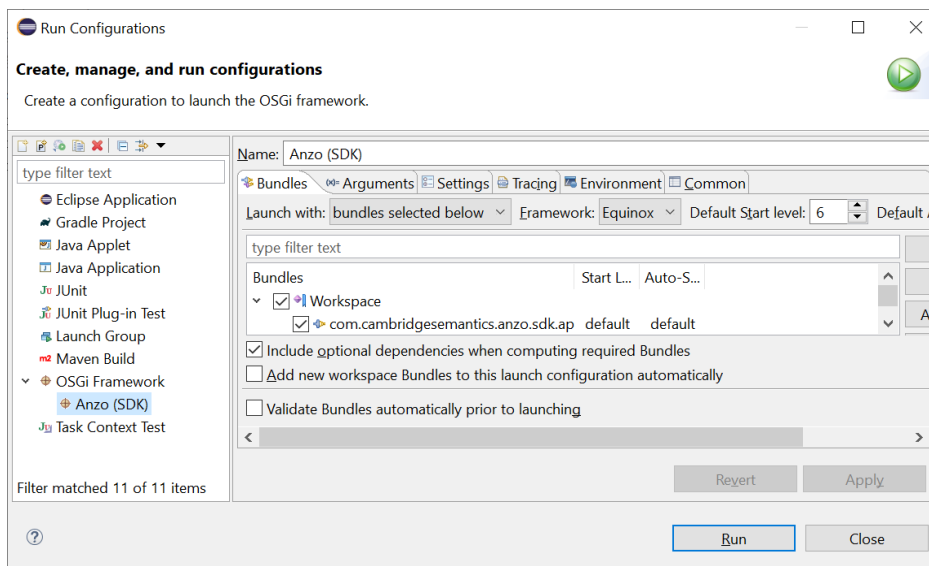 Run Configurations
Create, manage, and run configurations
Create a configuration to launch the OSGi framework.
type filter text
Eclipse Application
Gradle Project
Java Applet
Java Application
Ju JUnit
JUnit Plug-in Test
Launch Group
m2 Maven Build
OSGi Framework
Anzo (SDK)
Ju Task Context Test
Filter matched 11 of 11 items
Name: Anzo (SDK)
Bundles (x)= Arguments Settings Tracing Environment Common
Launch with: bundles selected below Framework: Equinox Default Start level: 6 Default A
type filter text
Bundles Start L... Auto-S...
Workspace
com.cambridgesemantics.anzo.sdk.ap default default
A
Include optional dependencies when computing required Bundles
Add new workspace Bundles to this launch configuration automatically
Validate Bundles automatically prior to launching
Revert Apply
? Run Close